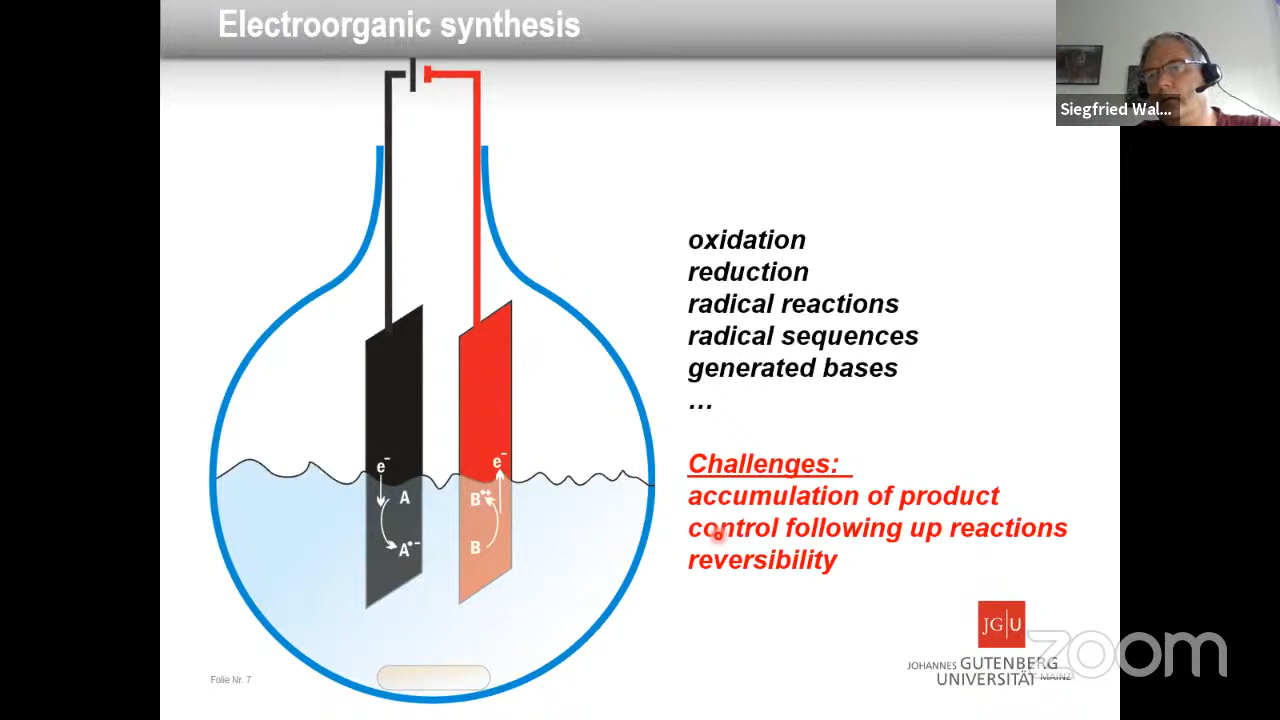 Electroorganic synthesis
Siegfried Wal...
oxidation
reduction
radical reactions
radical sequences
generated bases
...
Challenges:
accumulation of product
control following up reactions
reversibility
e⁻
e⁻
A
B•+
A•−
B
JG|U
JOHANNES GUTENBERG
UNIVERSITÄT MAINZ
zoom
Folie Nr. 7